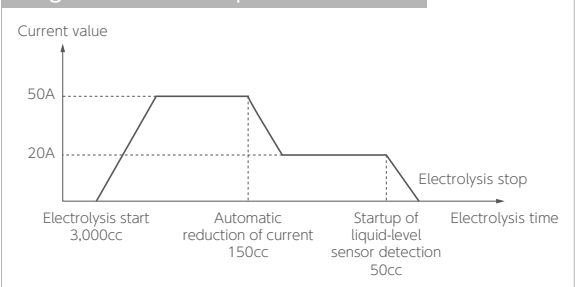 Current value
50A
20A
Electrolysis stop
Electrolysis start
3,000cc
Automatic
reduction of current
150cc
Startup of
liquid-level
sensor detection
50cc
Electrolysis time